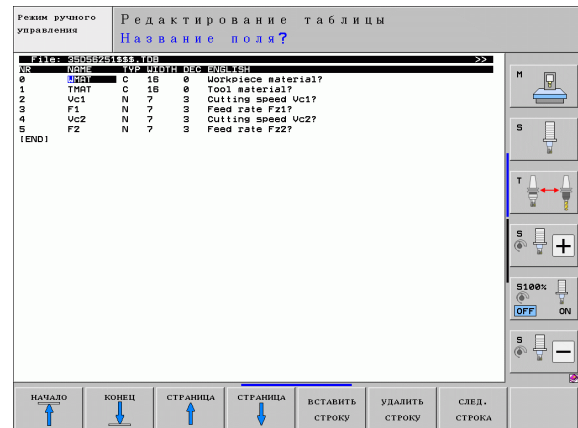 Режим ручного
управления
Редактирование таблицы
Название поля?
File: 35D56251$$$.TDB >>
NR NAME TYP WIDTH DEC ENGLISH
0 WMAT C 16 0 Workpiece material?
1 TMAT C 16 0 Tool material?
2 Vc1 N 7 3 Cutting speed Vc1?
3 F1 N 7 3 Feed rate Fz1?
4 Vc2 N 7 3 Cutting speed Vc2?
5 F2 N 7 3 Feed rate Fz2?
[END]
M
S
T
S
S100%
OFF ON
S
НАЧАЛО
КОНЕЦ
СТРАНИЦА
СТРАНИЦА
ВСТАВИТЬ
СТРОКУ
УДАЛИТЬ
СТРОКУ
СЛЕД.
СТРОКА